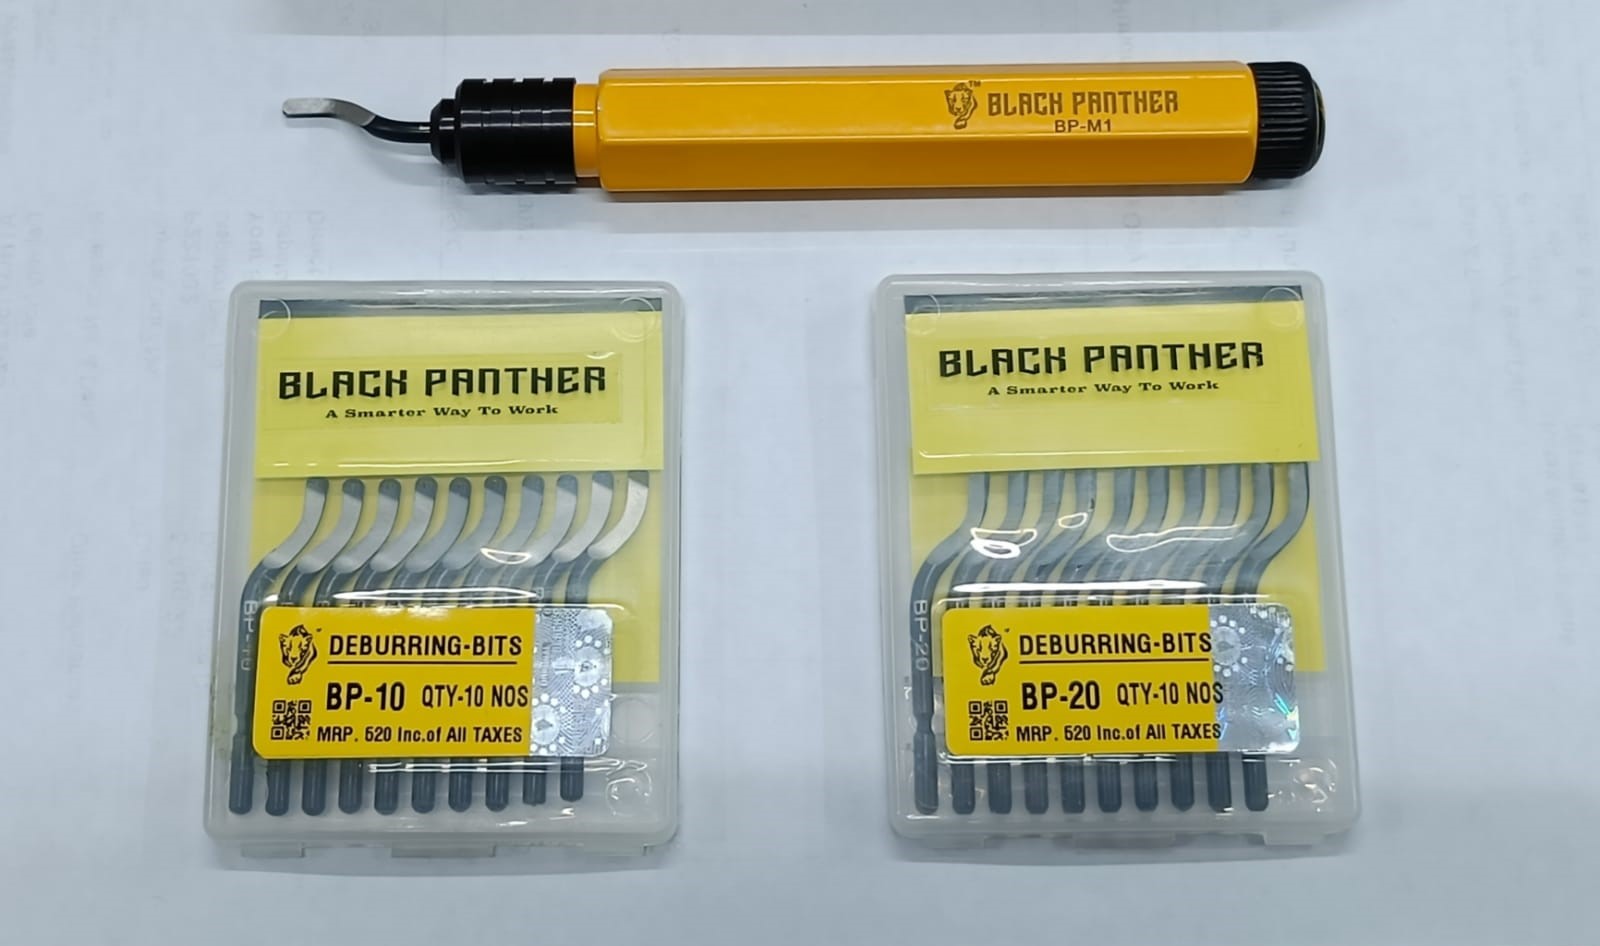 BLACK PANTHER
BP-M1
BLACK PANTHER
A Smarter Way To Work
BP-10
DEBURRING-BITS
BP-10 QTY-10 NOS
MRP. 520 Inc.of All TAXES
BLACK PANTHER
A Smarter Way To Work
BP-20
DEBURRING-BITS
BP-20 QTY-10 NOS
MRP. 520 Inc.of All TAXES